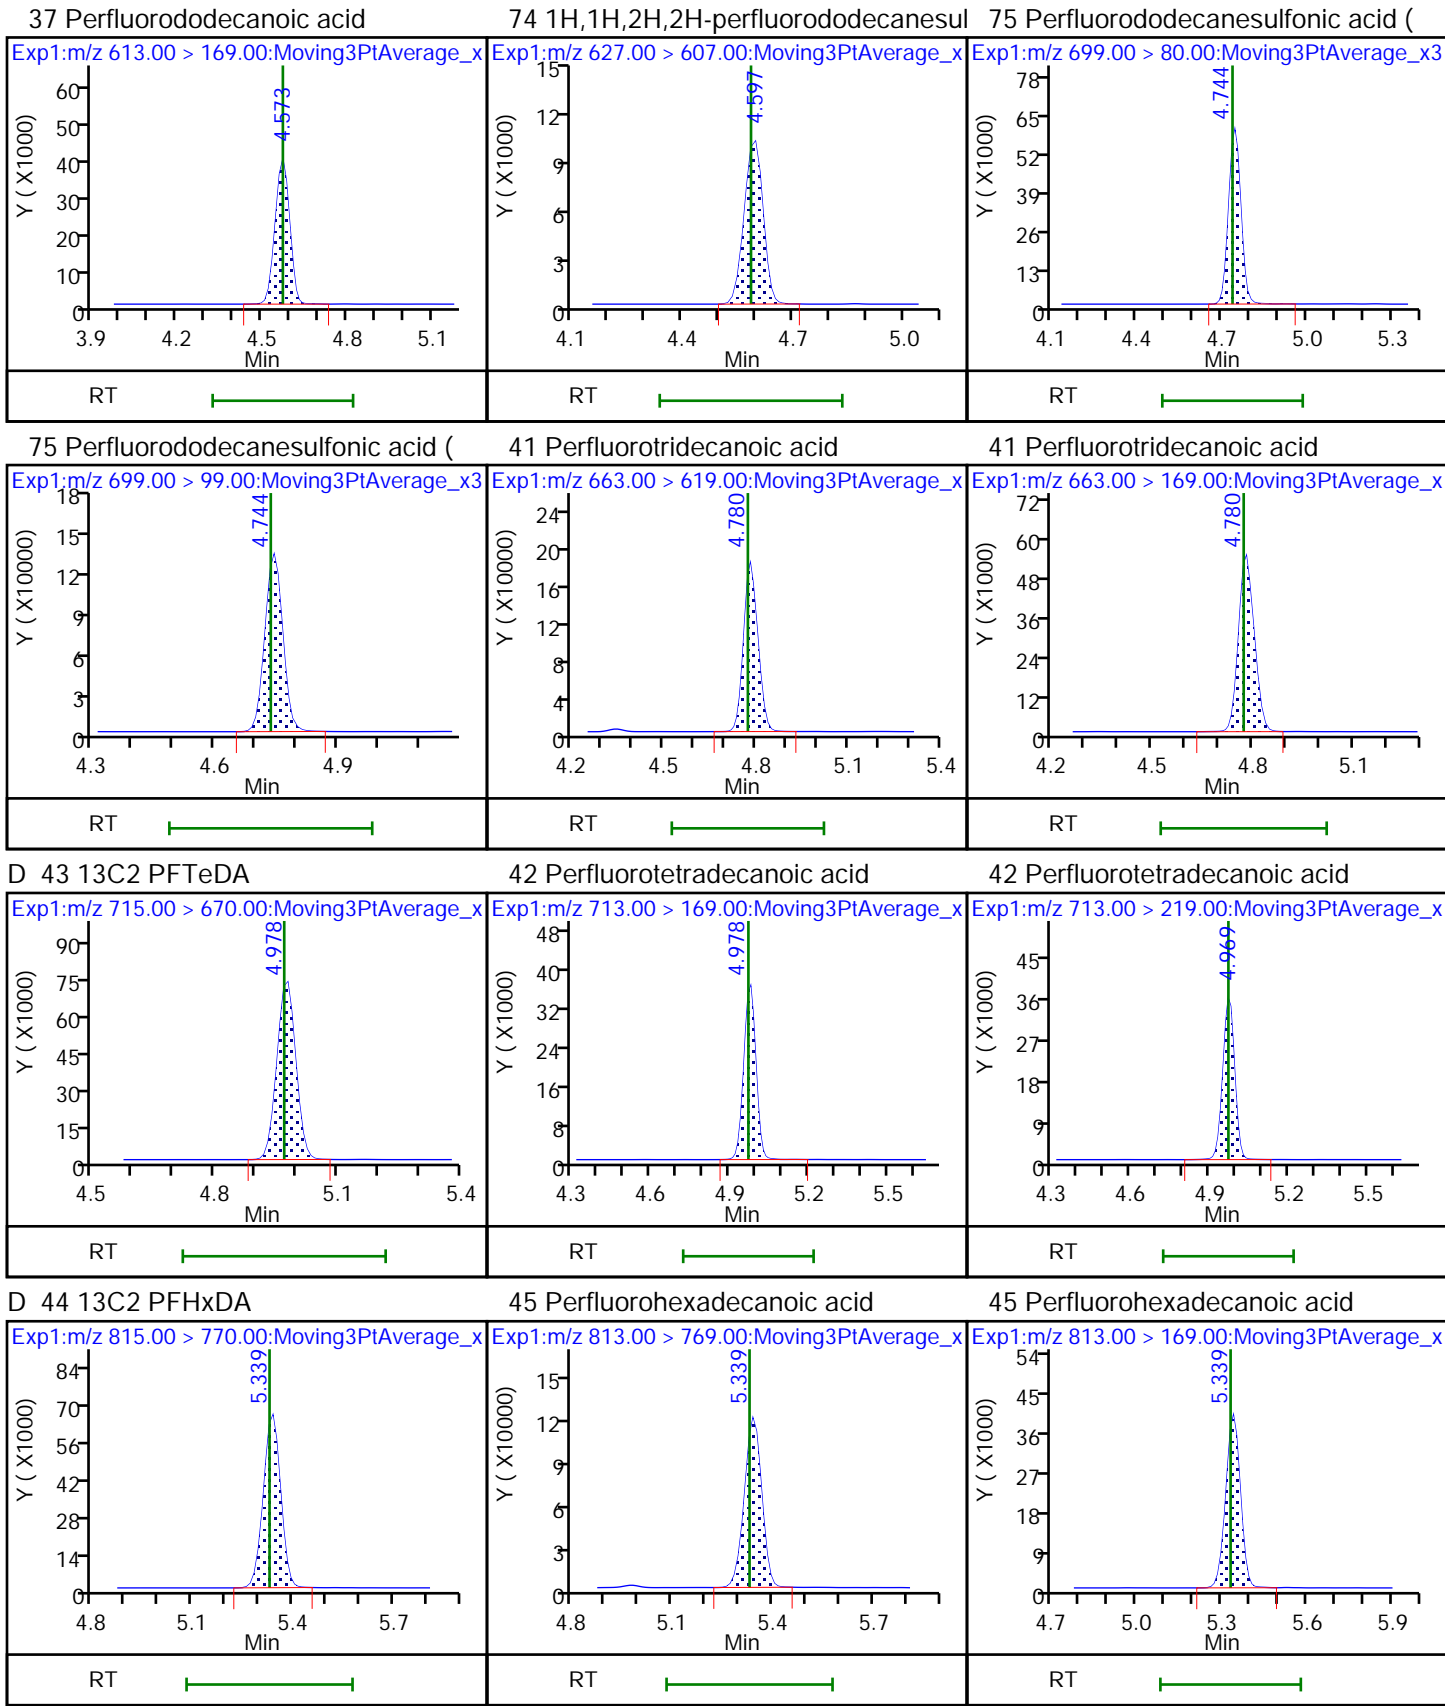 37 Perfluorododecanoic acid
Exp1:m/z 613.00 > 169.00:Moving3PtAverage_x
Y ( X1000)
60
50
40
30
20
10
0
4.573
3.9 4.2 4.5 4.8 5.1
Min
RT
74 1H,1H,2H,2H-perfluorododecanesul
Exp1:m/z 627.00 > 607.00:Moving3PtAverage_x
Y ( X1000)
15
12
9
6
3
0
4.597
4.1 4.4 4.7 5.0
Min
RT
75 Perfluorododecanesulfonic acid (
Exp1:m/z 699.00 > 80.00:Moving3PtAverage_x3
Y ( X1000)
78
65
52
39
26
13
0
4.744
4.1 4.4 4.7 5.0 5.3
Min
RT
75 Perfluorododecanesulfonic acid (
Exp1:m/z 699.00 > 99.00:Moving3PtAverage_x3
Y ( X10000)
18
15
12
9
6
3
0
4.744
4.3 4.6 4.9
Min
RT
41 Perfluorotridecanoic acid
Exp1:m/z 663.00 > 619.00:Moving3PtAverage_x
Y ( X10000)
24
20
16
12
8
4
0
4.780
4.2 4.5 4.8 5.1 5.4
Min
RT
41 Perfluorotridecanoic acid
Exp1:m/z 663.00 > 169.00:Moving3PtAverage_x
Y ( X1000)
72
60
48
36
24
12
0
4.780
4.2 4.5 4.8 5.1
Min
RT
D 43 13C2 PFTeDA
Exp1:m/z 715.00 > 670.00:Moving3PtAverage_x
Y ( X1000)
90
75
60
45
30
15
0
4.978
4.5 4.8 5.1 5.4
Min
RT
42 Perfluorotetradecanoic acid
Exp1:m/z 713.00 > 169.00:Moving3PtAverage_x
Y ( X1000)
48
40
32
24
16
8
0
4.978
4.3 4.6 4.9 5.2 5.5
Min
RT
42 Perfluorotetradecanoic acid
Exp1:m/z 713.00 > 219.00:Moving3PtAverage_x
Y ( X1000)
45
36
27
18
9
0
4.969
4.3 4.6 4.9 5.2 5.5
Min
RT
D 44 13C2 PFHxDA
Exp1:m/z 815.00 > 770.00:Moving3PtAverage_x
Y ( X1000)
84
70
56
42
28
14
0
5.339
4.8 5.1 5.4 5.7
Min
RT
45 Perfluorohexadecanoic acid
Exp1:m/z 813.00 > 769.00:Moving3PtAverage_x
Y ( X10000)
15
12
9
6
3
0
5.339
4.8 5.1 5.4 5.7
Min
RT
45 Perfluorohexadecanoic acid
Exp1:m/z 813.00 > 169.00:Moving3PtAverage_x
Y ( X1000)
54
45
36
27
18
9
0
5.339
4.7 5.0 5.3 5.6 5.9
Min
RT